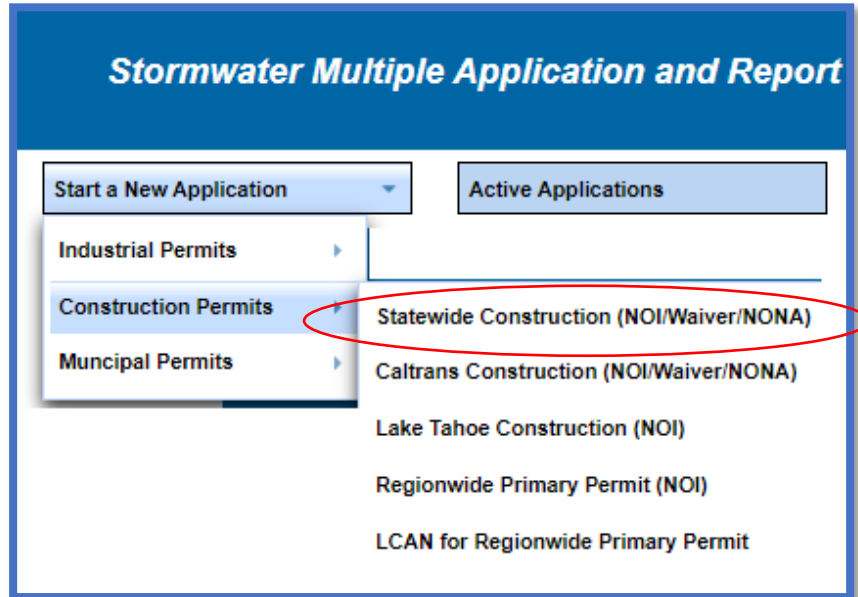 Stormwater Multiple Application and Report
Start a New Application
Active Applications
Industrial Permits
Construction Permits
Muncipal Permits
Statewide Construction (NOI/Waiver/NONA)
Caltrans Construction (NOI/Waiver/NONA)
Lake Tahoe Construction (NOI)
Regionwide Primary Permit (NOI)
LCAN for Regionwide Primary Permit